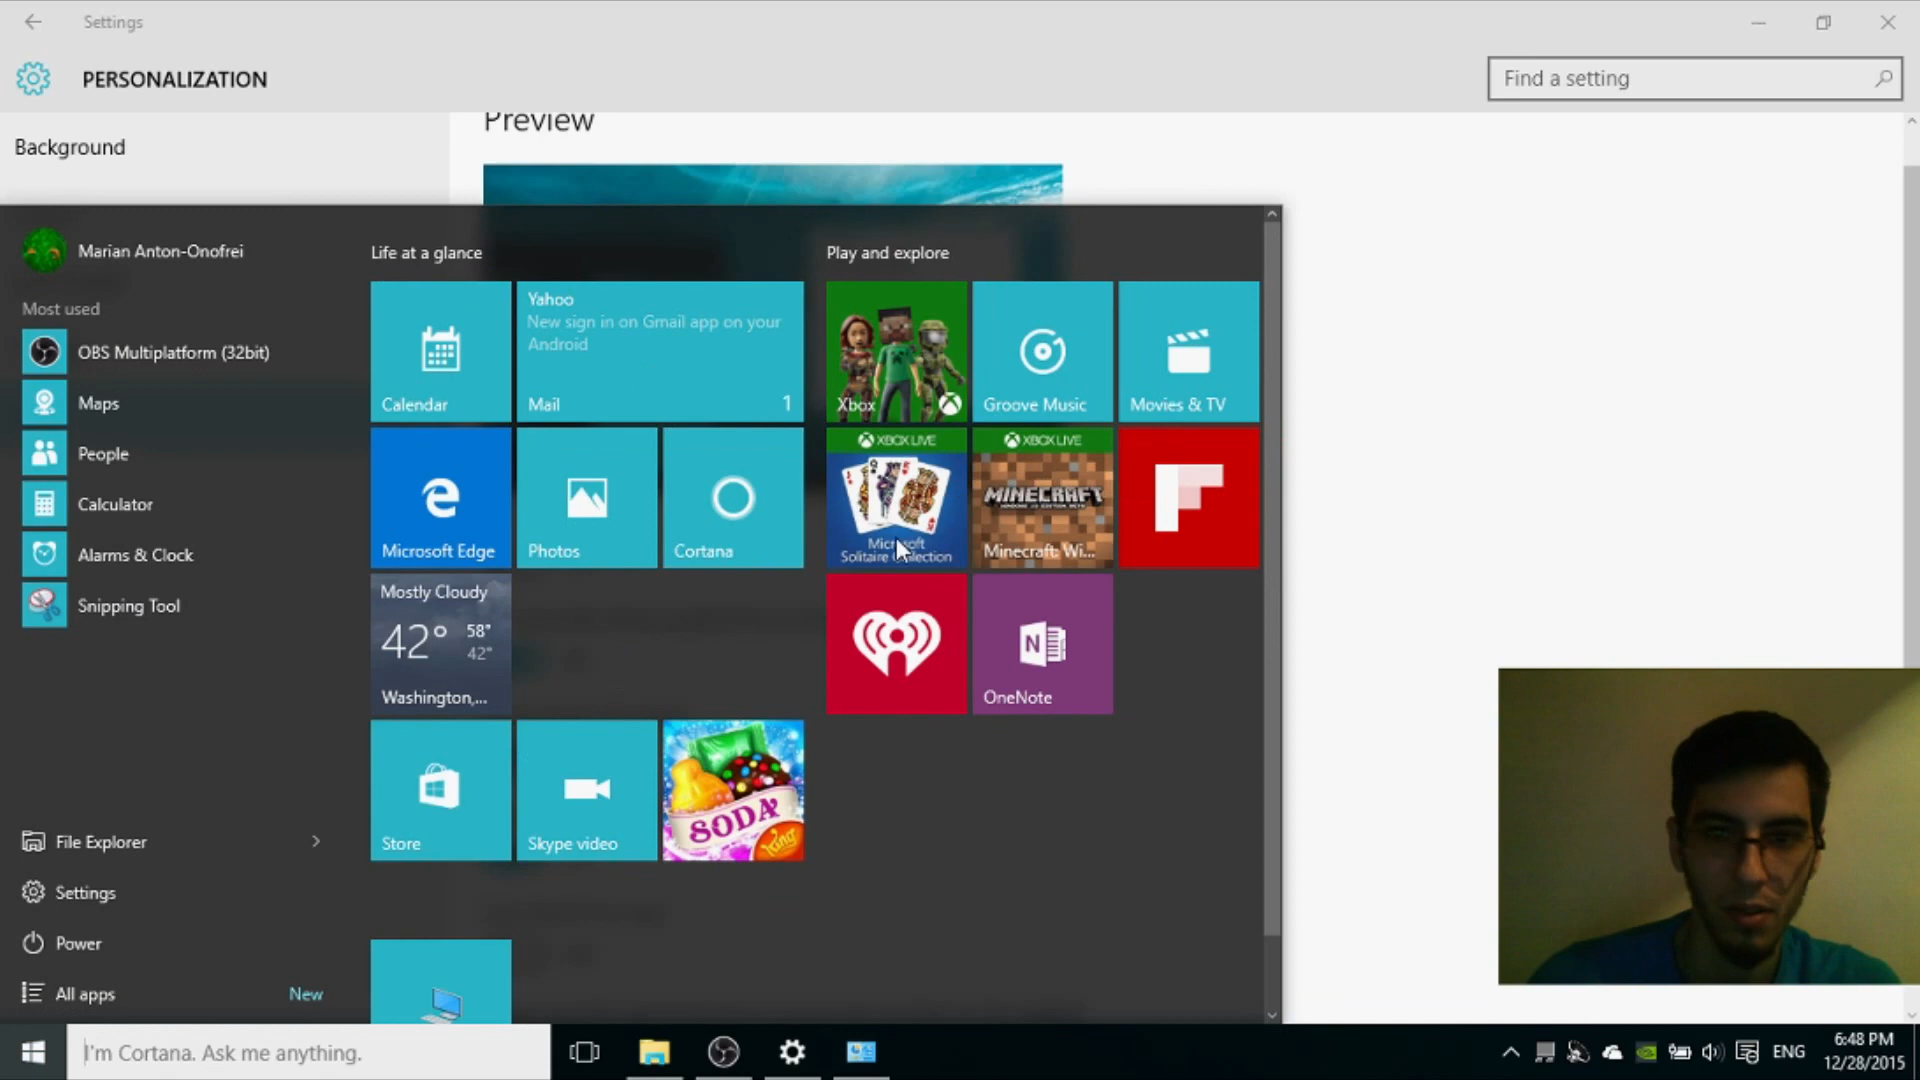 Settings
PERSONALIZATION
Find a setting
Background
Preview
Marian Anton-Onofrei
Most used
OBS Multiplatform (32bit)
Maps
People
Calculator
Alarms & Clock
Snipping Tool
File Explorer
Settings
Power
All apps
New
Life at a glance
Calendar
Yahoo
New sign in on Gmail app on your
Android
Mail
1
Microsoft Edge
Photos
Cortana
Mostly Cloudy
42°
58°
42°
Washington,...
Store
Skype video
SODA
King
Play and explore
Xbox
Groove Music
Movies & TV
XBOX LIVE
Microsoft
Solitaire Collection
XBOX LIVE
MINECRAFT
Minecraft: Wi...
N
OneNote
I'm Cortana. Ask me anything.
ENG
6:48 PM
12/28/2015